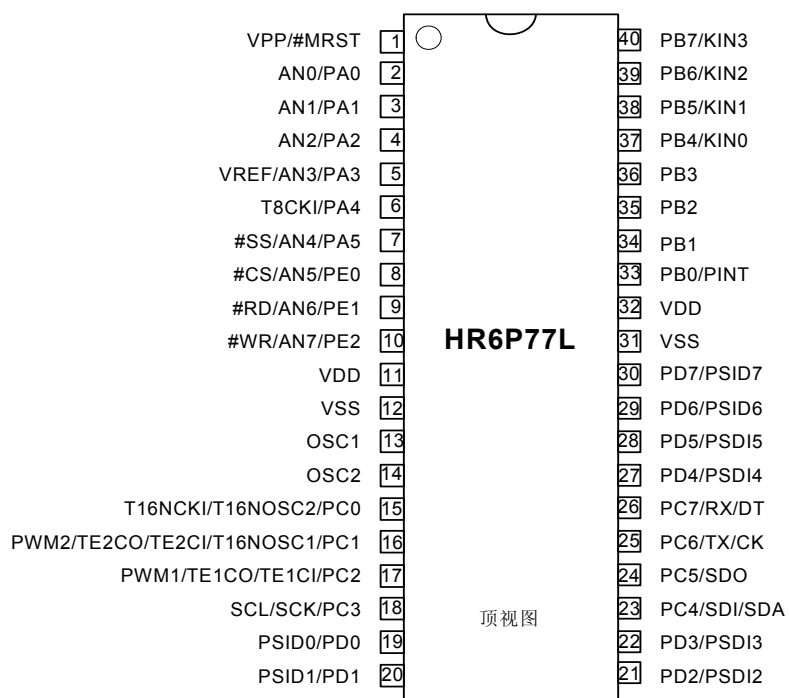 VPP/#MRST 1 40 PB7/KIN3
AN0/PA0 2 39 PB6/KIN2
AN1/PA1 3 38 PB5/KIN1
AN2/PA2 4 37 PB4/KIN0
VREF/AN3/PA3 5 36 PB3
T8CKI/PA4 6 35 PB2
#SS/AN4/PA5 7 34 PB1
#CS/AN5/PE0 8 33 PB0/PINT
#RD/AN6/PE1 9 32 VDD
#WR/AN7/PE2 10 HR6P77L 31 VSS
VDD 11 30 PD7/PSID7
VSS 12 29 PD6/PSID6
OSC1 13 28 PD5/PSDI5
OSC2 14 27 PD4/PSDI4
T16NCKI/T16NOSC2/PC0 15 26 PC7/RX/DT
PWM2/TE2CO/TE2CI/T16NOSC1/PC1 16 25 PC6/TX/CK
PWM1/TE1CO/TE1CI/PC2 17 24 PC5/SDO
SCL/SCK/PC3 18 顶视图 23 PC4/SDI/SDA
PSID0/PD0 19 22 PD3/PSDI3
PSID1/PD1 20 21 PD2/PSDI2